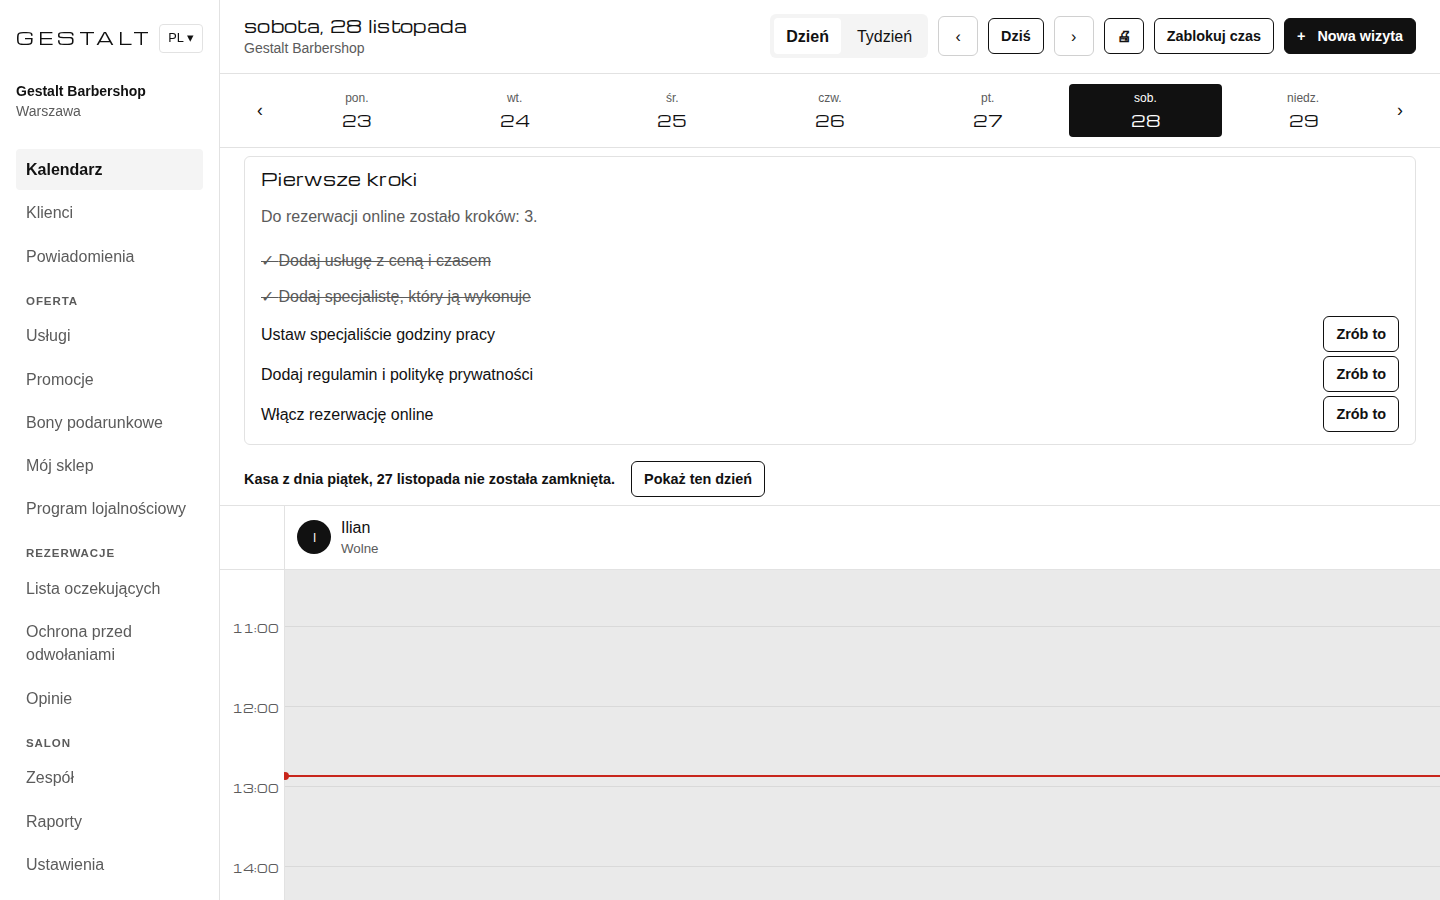 GESTALT
PL ▾
Gestalt Barbershop
Warszawa
Kalendarz
Klienci
Powiadomienia
OFERTA
Usługi
Promocje
Bony podarunkowe
Mój sklep
Program lojalnościowy
REZERWACJE
Lista oczekujących
Ochrona przed
odwołaniami
Opinie
SALON
Zespół
Raporty
Ustawienia
sobota, 28 listopada
Gestalt Barbershop
Dzień
Tydzień
‹
Dziś
›
Zablokuj czas
+ Nowa wizyta
‹
pon.
23
wt.
24
śr.
25
czw.
26
pt.
27
sob.
28
niedz.
29
›
Pierwsze kroki
Do rezerwacji online zostało kroków: 3.
✓ Dodaj usługę z ceną i czasem
✓ Dodaj specjalistę, który ją wykonuje
Ustaw specjaliście godziny pracy
Zrób to
Dodaj regulamin i politykę prywatności
Zrób to
Włącz rezerwację online
Zrób to
Kasa z dnia piątek, 27 listopada nie została zamknięta.
Pokaż ten dzień
I
Ilian
Wolne
11:00
12:00
13:00
14:00